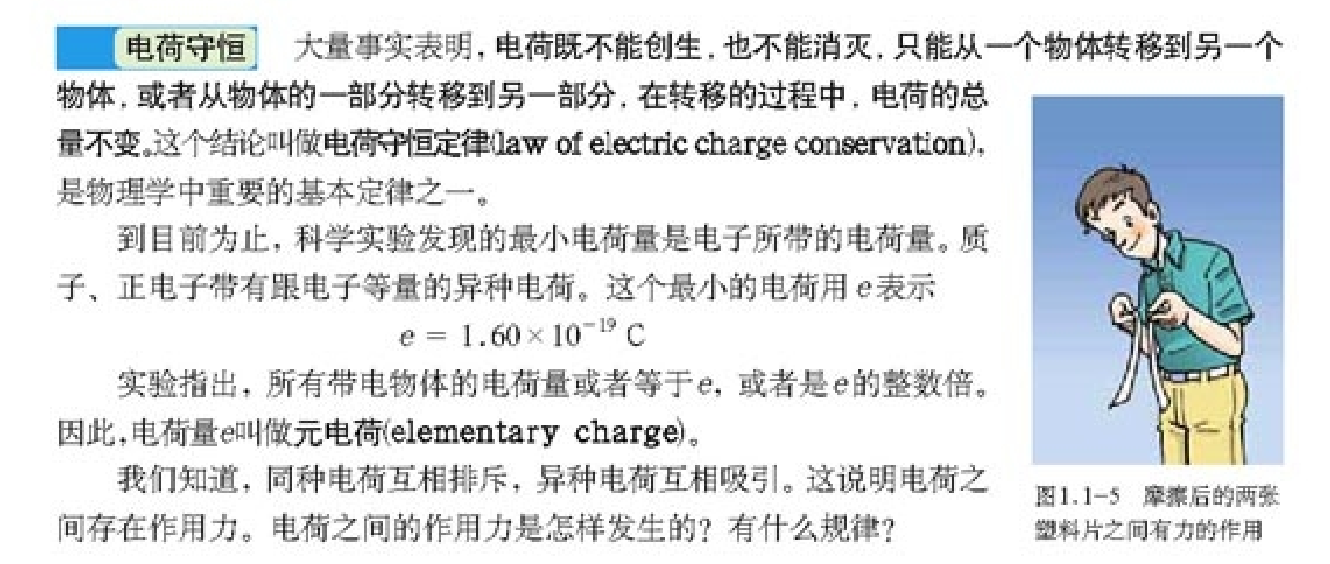 电荷守恒 大量事实表明，电荷既不能创生，也不能消灭，只能从一个物体转移到另一个
物体，或者从物体的一部分转移到另一部分，在转移的过程中，电荷的总
量不变。这个结论叫做电荷守恒定律(law of electric charge conservation)，
是物理学中重要的基本定律之一。
到目前为止，科学实验发现的最小电荷量是电子所带的电荷量。质
子、正电子带有跟电子等量的异种电荷。这个最小的电荷用 e 表示
e = 1.60×10⁻¹⁹ C
实验指出，所有带电物体的电荷量或者等于 e，或者是 e 的整数倍。
因此，电荷量e叫做元电荷(elementary charge)。
我们知道，同种电荷互相排斥，异种电荷互相吸引。这说明电荷之
间存在作用力。电荷之间的作用力是怎样发生的？有什么规律？
图1.1-5 摩擦后的两张
塑料片之间有力的作用